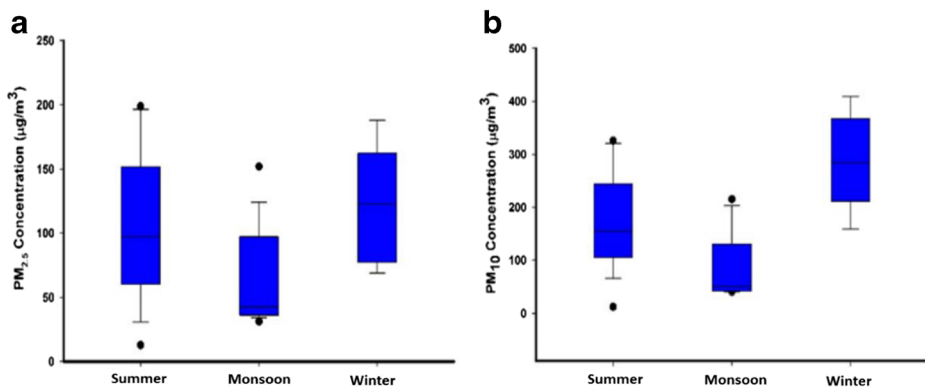 a
PM2.5 Concentration (µg/m³)
250
200
150
100
50
0
Summer Monsoon Winter
b
PM10 Concentration (µg/m³)
500
400
300
200
100
0
Summer Monsoon Winter